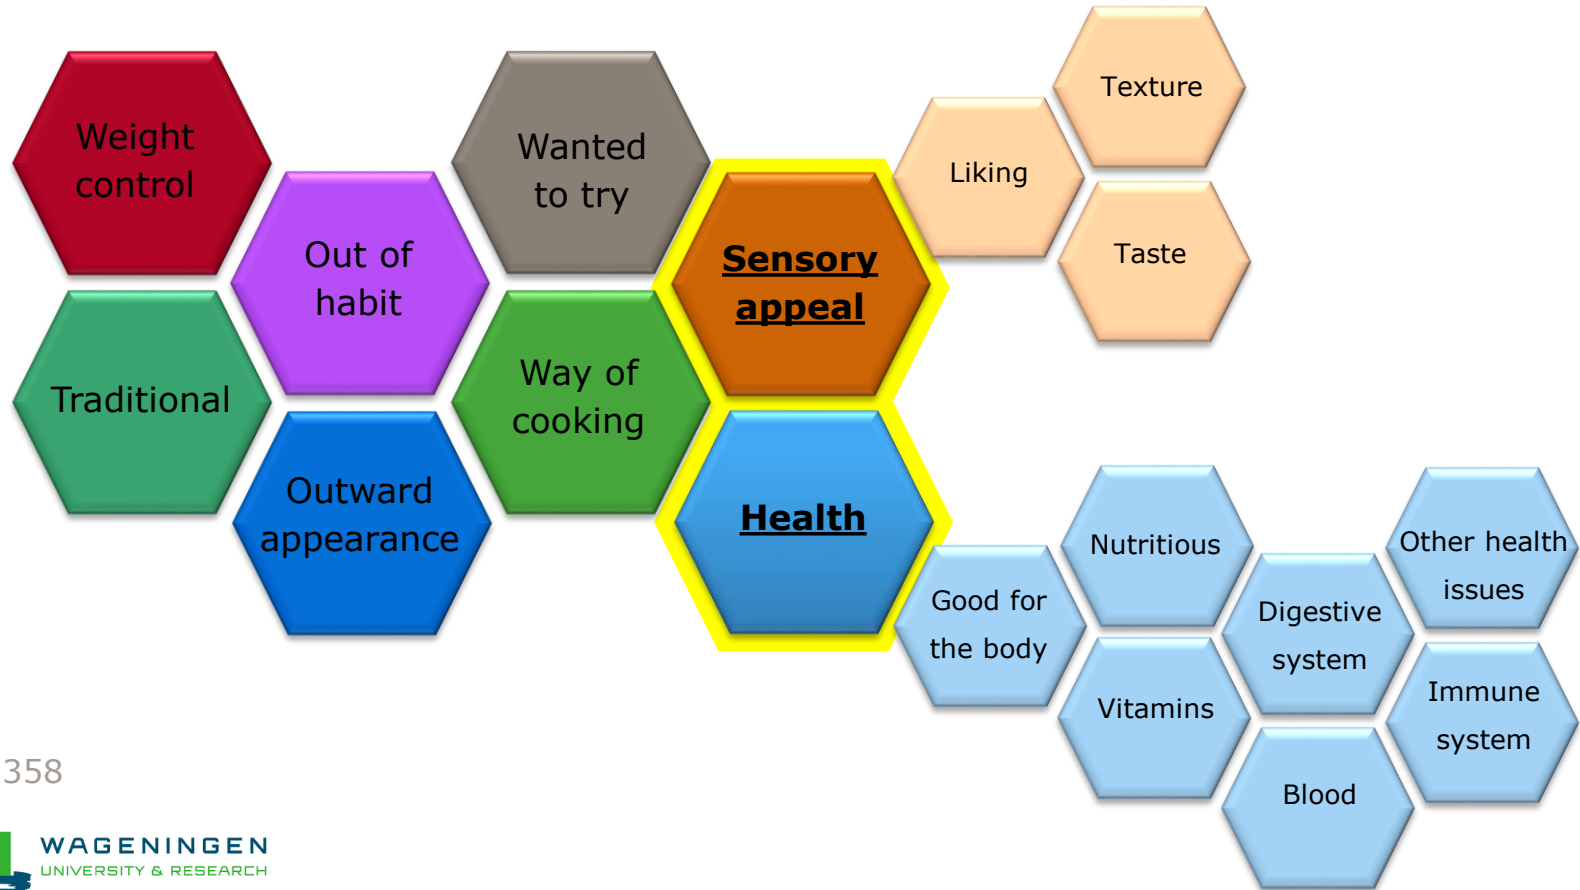 Weight
control
Out of
habit
Wanted
to try
Sensory
appeal
Liking
Texture
Taste
Traditional
Outward
appearance
Way of
cooking
Health
Good for
the body
Nutritious
Vitamins
Digestive
system
Other health
issues
Immune
system
Blood
358
WAGENINGEN
UNIVERSITY & RESEARCH